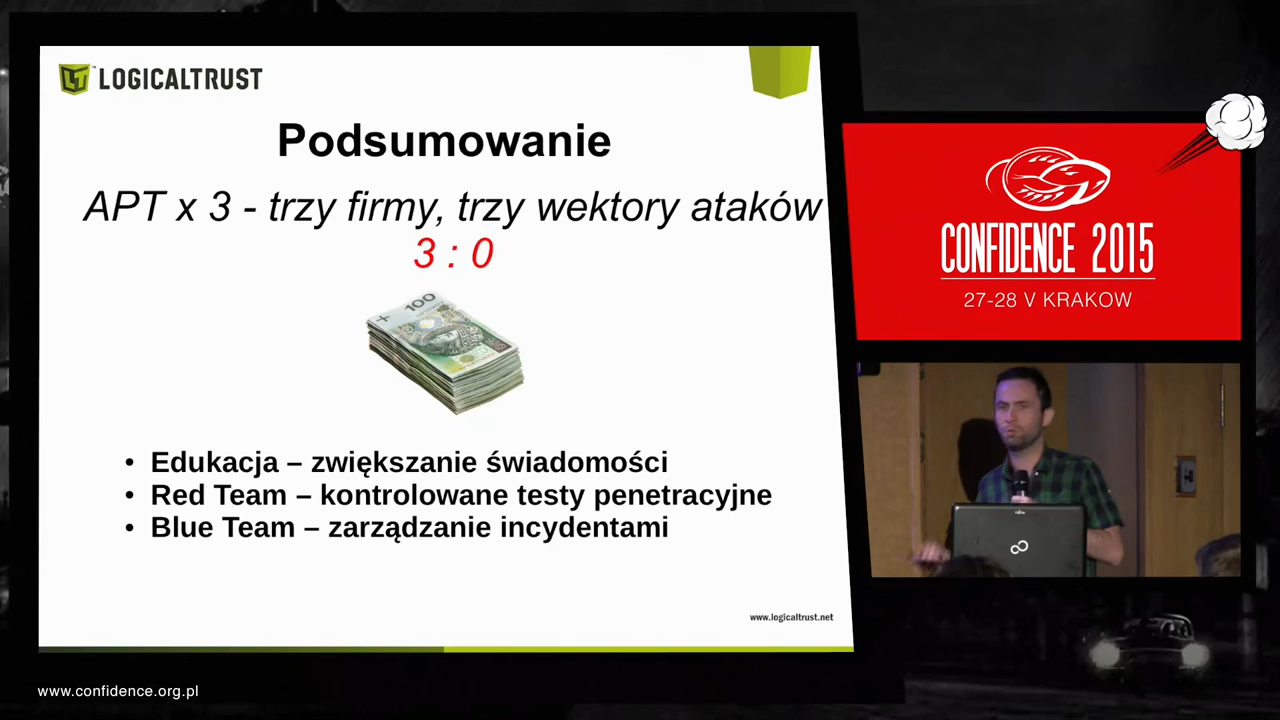 LOGICALTRUST
Podsumowanie
APT x 3 - trzy firmy, trzy wektory ataków
3 : 0
100
• Edukacja – zwiększanie świadomości
• Red Team – kontrolowane testy penetracyjne
• Blue Team – zarządzanie incydentami
www.logicaltrust.net
CONFIDENCE 2015
27-28 V KRAKOW
www.confidence.org.pl